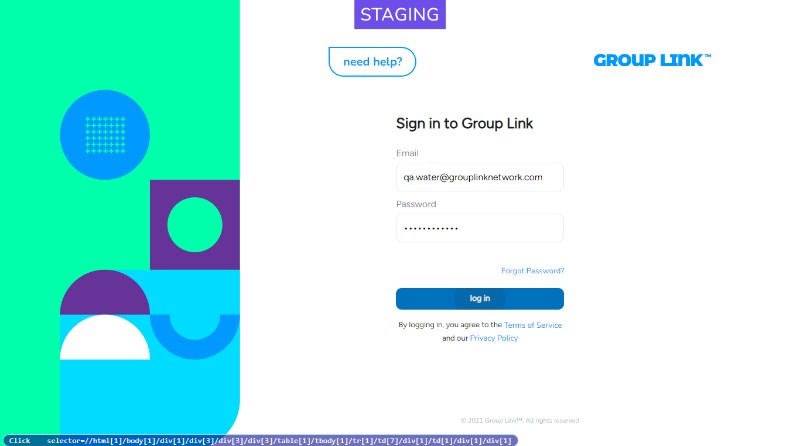 STAGING
need help?
GROUP LINK™
Sign in to Group Link
Email
qa.water@grouplinknetwork.com
Password
••••••••••••
Forgot Password?
log in
By logging in, you agree to the Terms of Service
and our Privacy Policy
© 2021 Group Link™. All rights reserved
Click selector=//html[1]/body[1]/div[1]/div[3]/div[3]/div[3]/table[1]/tbody[1]/tr[1]/td[7]/div[1]/td[1]/div[1]/div[1]